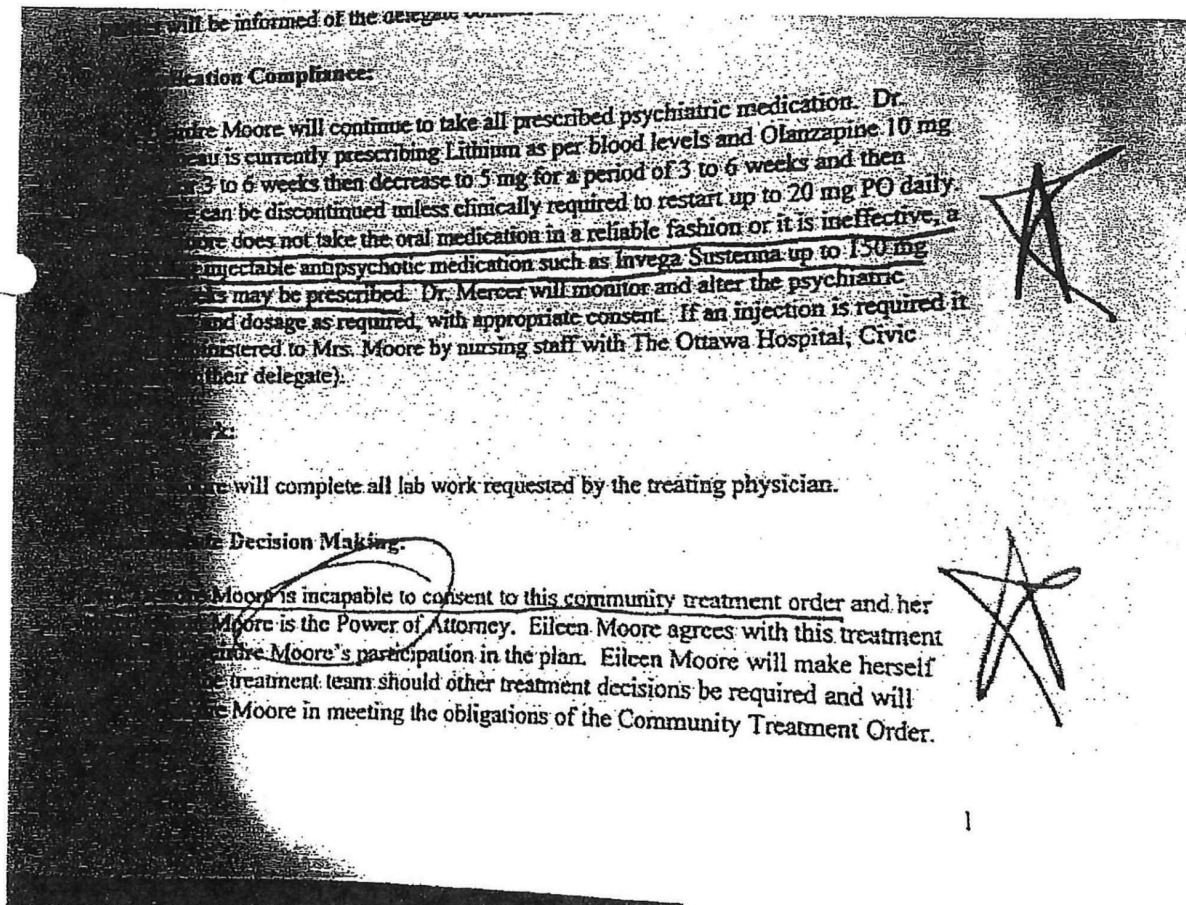 will be informed of the delegate
Compliance:
Moore will continue to take all prescribed psychiatric medication. Dr.
is currently prescribing Lithium as per blood levels and Olanzapine 10 mg
3 to 6 weeks then decrease to 5 mg for a period of 3 to 6 weeks and then
can be discontinued unless clinically required to restart up to 20 mg PO daily.
does not take the oral medication in a reliable fashion or it is ineffective, a
injectable antipsychotic medication such as Invega Sustenna up to 150 mg
may be prescribed. Dr. Mercer will monitor and alter the psychiatric
and dosage as required, with appropriate consent. If an injection is required it
to Mrs. Moore by nursing staff with The Ottawa Hospital, Civic
their delegate).
will complete all lab work requested by the treating physician.
Decision Making:
Moore is incapable to consent to this community treatment order and her
Moore is the Power of Attorney. Eileen Moore agrees with this treatment
Moore's participation in the plan. Eileen Moore will make herself
treatment team should other treatment decisions be required and will
Moore in meeting the obligations of the Community Treatment Order.
1